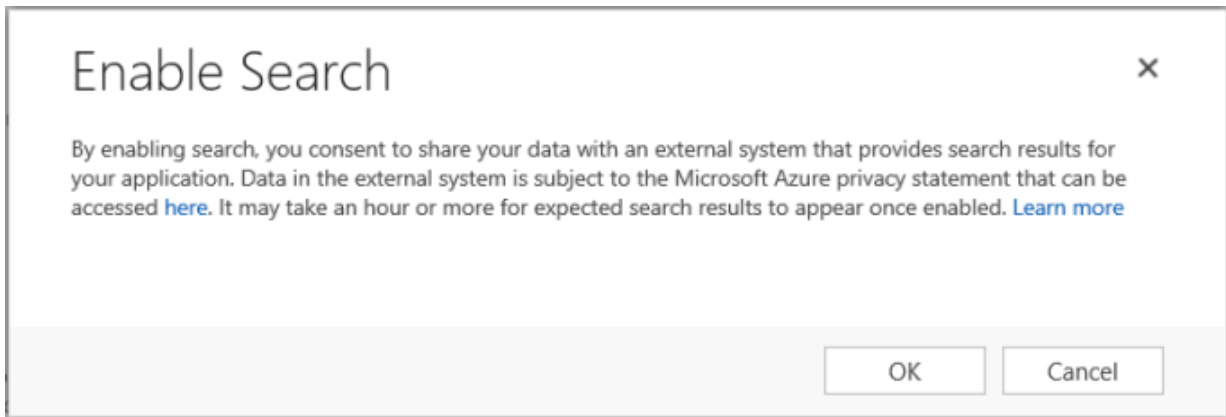 Enable Search
By enabling search, you consent to share your data with an external system that provides search results for
your application. Data in the external system is subject to the Microsoft Azure privacy statement that can be
accessed here. It may take an hour or more for expected search results to appear once enabled. Learn more
OK
Cancel